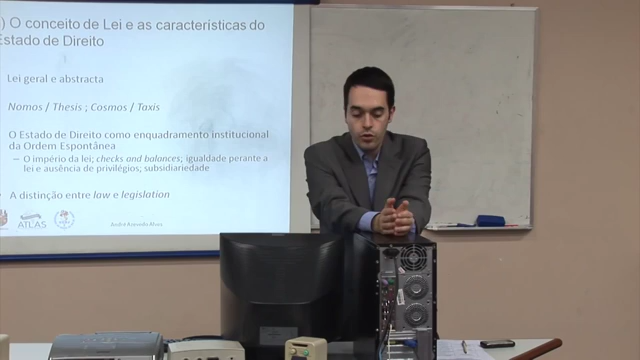 ) O conceito de Lei e as características do
Estado de Direito
Lei geral e abstracta
Nomos / Thesis ; Cosmos / Taxis
O Estado de Direito como enquadramento institucional
da Ordem Espontânea
– O império da lei; checks and balances; igualdade perante a
lei e ausência de privilégios; subsidiariedade
A distinção entre law e legislation
ATLAS
André Azevedo Alves